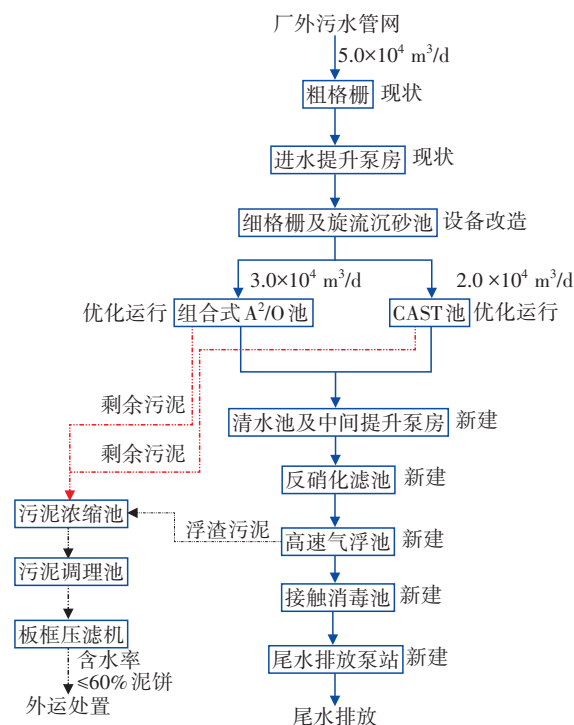 厂外污水管网
5.0×10⁴ m³/d
粗格栅 现状
进水提升泵房 现状
细格栅及旋流沉砂池 设备改造
3.0×10⁴ m³/d 2.0 ×10⁴ m³/d
优化运行 组合式 A²/O 池 CAST 池 优化运行
剩余污泥
清水池及中间提升泵房 新建
剩余污泥
反硝化滤池 新建
污泥浓缩池 浮渣污泥 高速气浮池 新建
污泥调理池 接触消毒池 新建
板框压滤机 尾水排放泵站 新建
含水率
≤60% 泥饼
外运处置 尾水排放